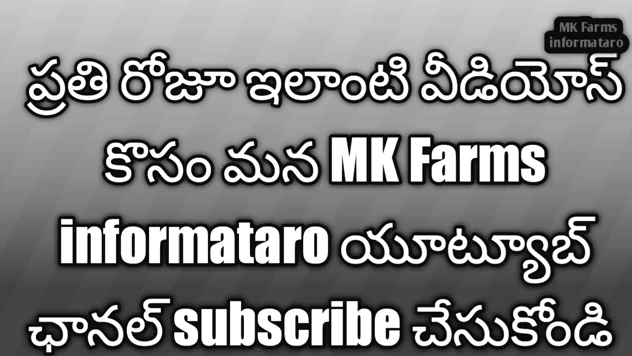 MK Farms
informataro
ప్రతి రోజూ ఇలాంటి వీడియోస్
కొసం మన MK Farms
informataro యూట్యూబ్
ఛానల్ subscribe చేసుకోండి